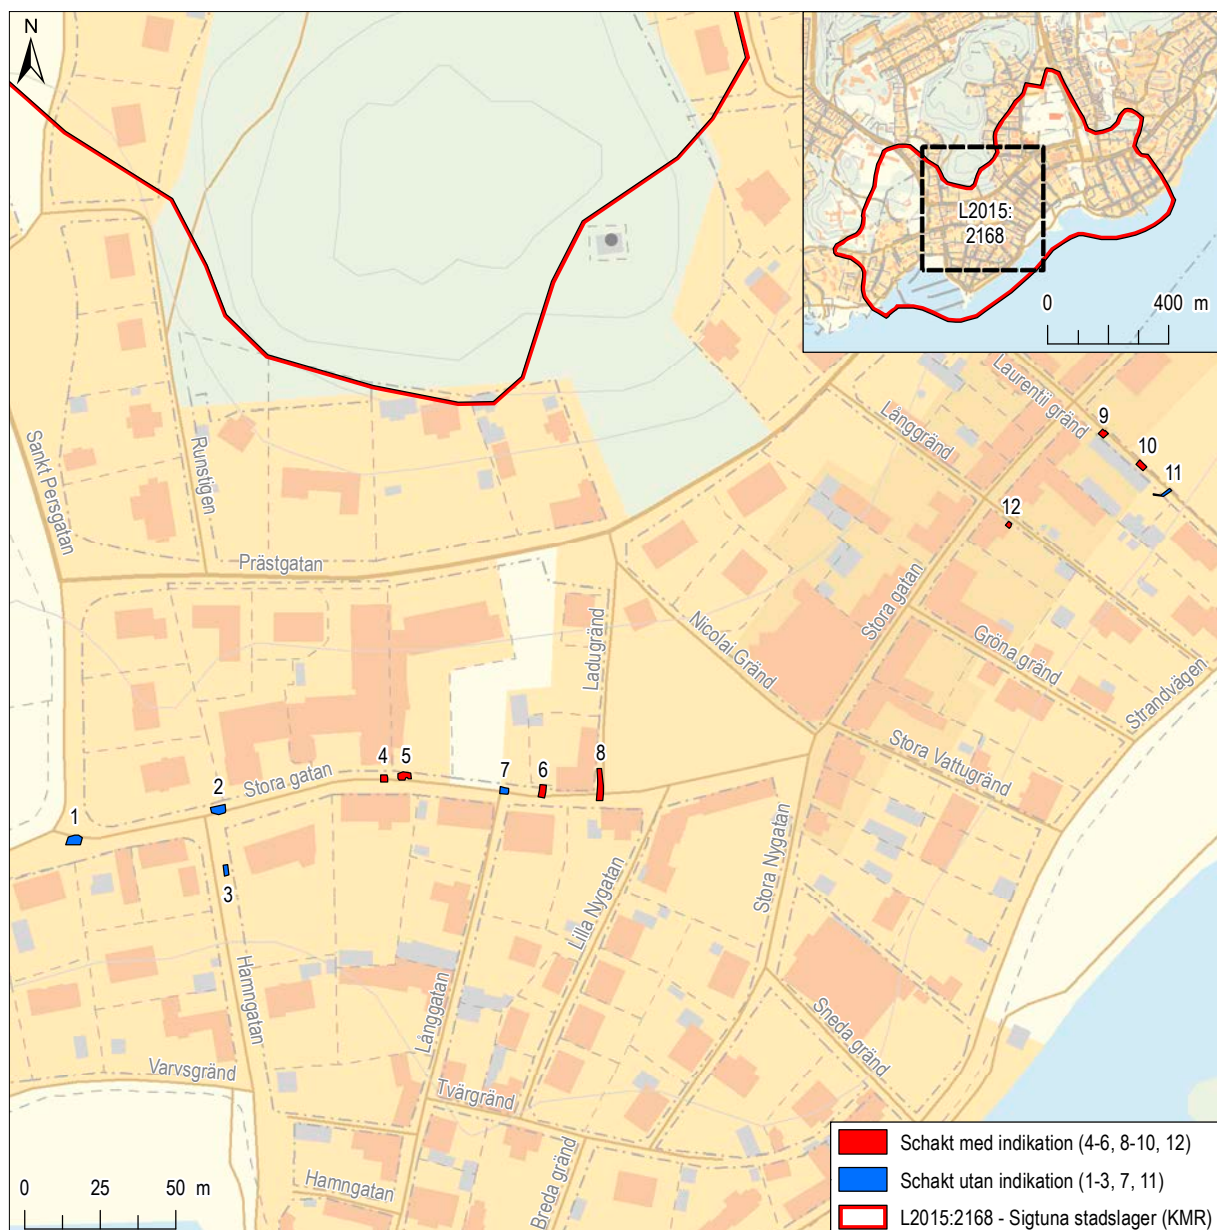 N
L2015:
2168
0 400 m
Laurentii gränd
Långgränd
9
10
11
12
Sankt Persgatan
Runstigen
Prästgatan
Ladugränd
Nicolai Gränd
Stora gatan
Gröna gränd
Strandvägen
Stora Vattugränd
Stora gatan
1
2
3
4
5
7
6
8
Hamngatan
Långgatan
Lilla Nygatan
Stora Nygatan
Sneda gränd
Varvsgränd
Tvärgränd
Hamngatan
Breda gränd
0 25 50 m
Schakt med indikation (4-6, 8-10, 12)
Schakt utan indikation (1-3, 7, 11)
L2015:2168 - Sigtuna stadslager (KMR)